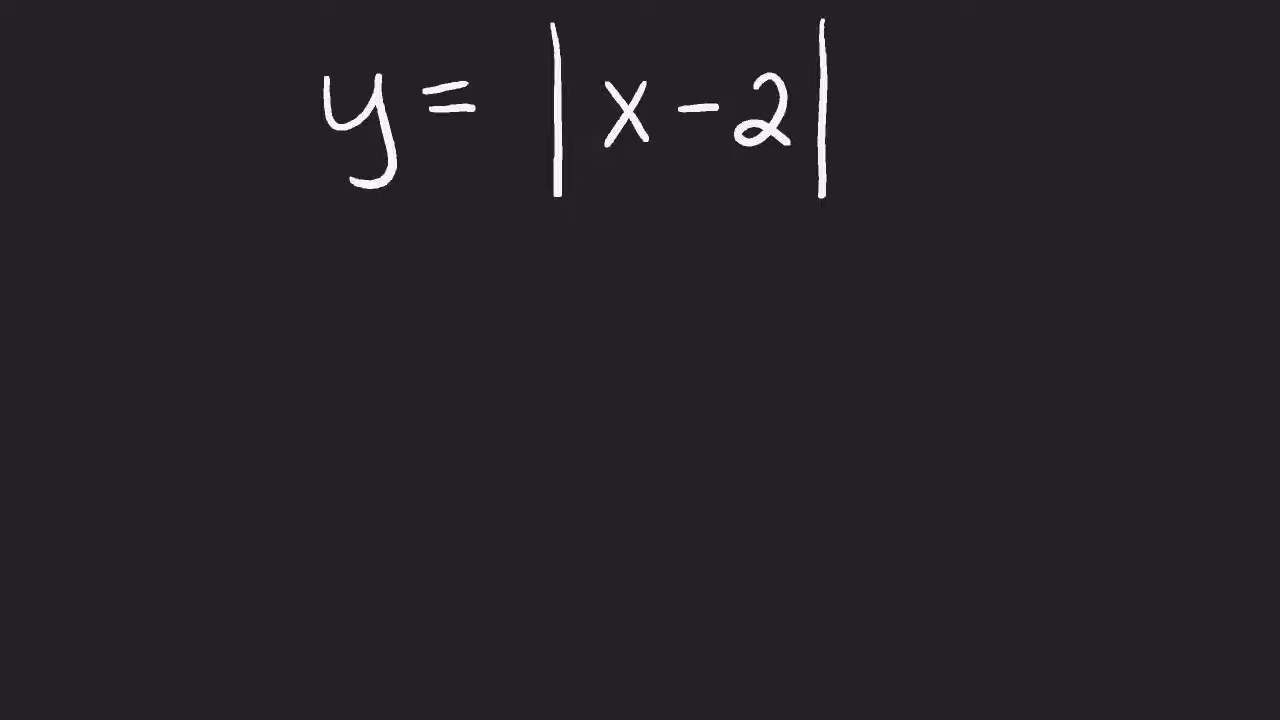 y = |x - 2|